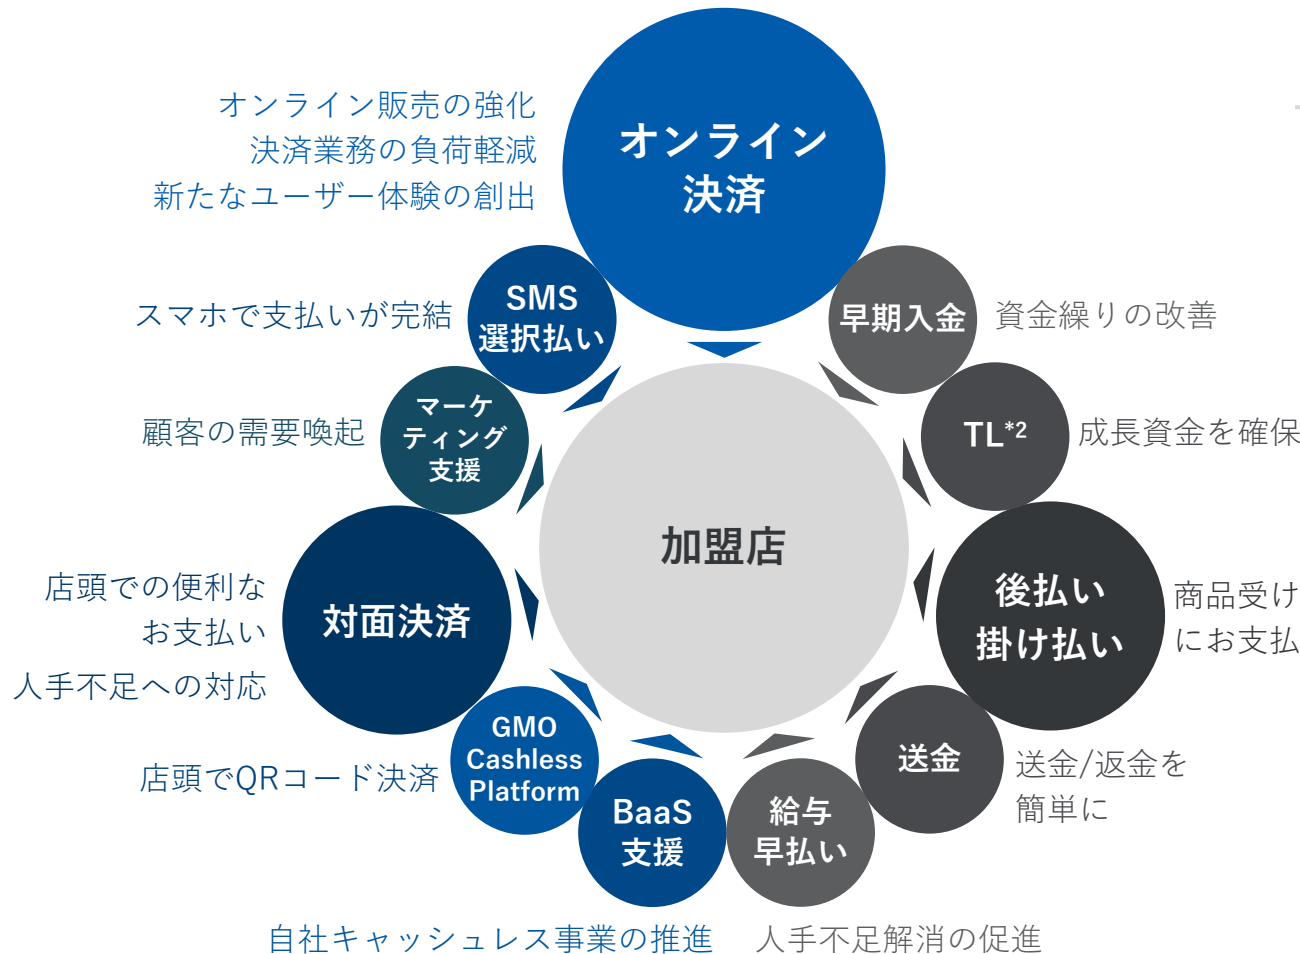 オンライン販売の強化
決済業務の負荷軽減
新たなユーザー体験の創出
オンライン
決済
SMS
選択払い
スマホで支払いが完結
早期入金
資金繰りの改善
マーケ
ティング
支援
顧客の需要喚起
TL*2
成長資金を確保
加盟店
対面決済
店頭での便利な
お支払い
人手不足への対応
後払い
掛け払い
商品受け
にお支払
GMO
Cashless
Platform
店頭でQRコード決済
送金
送金/返金を
簡単に
BaaS
支援
給与
早払い
自社キャッシュレス事業の推進
人手不足解消の促進